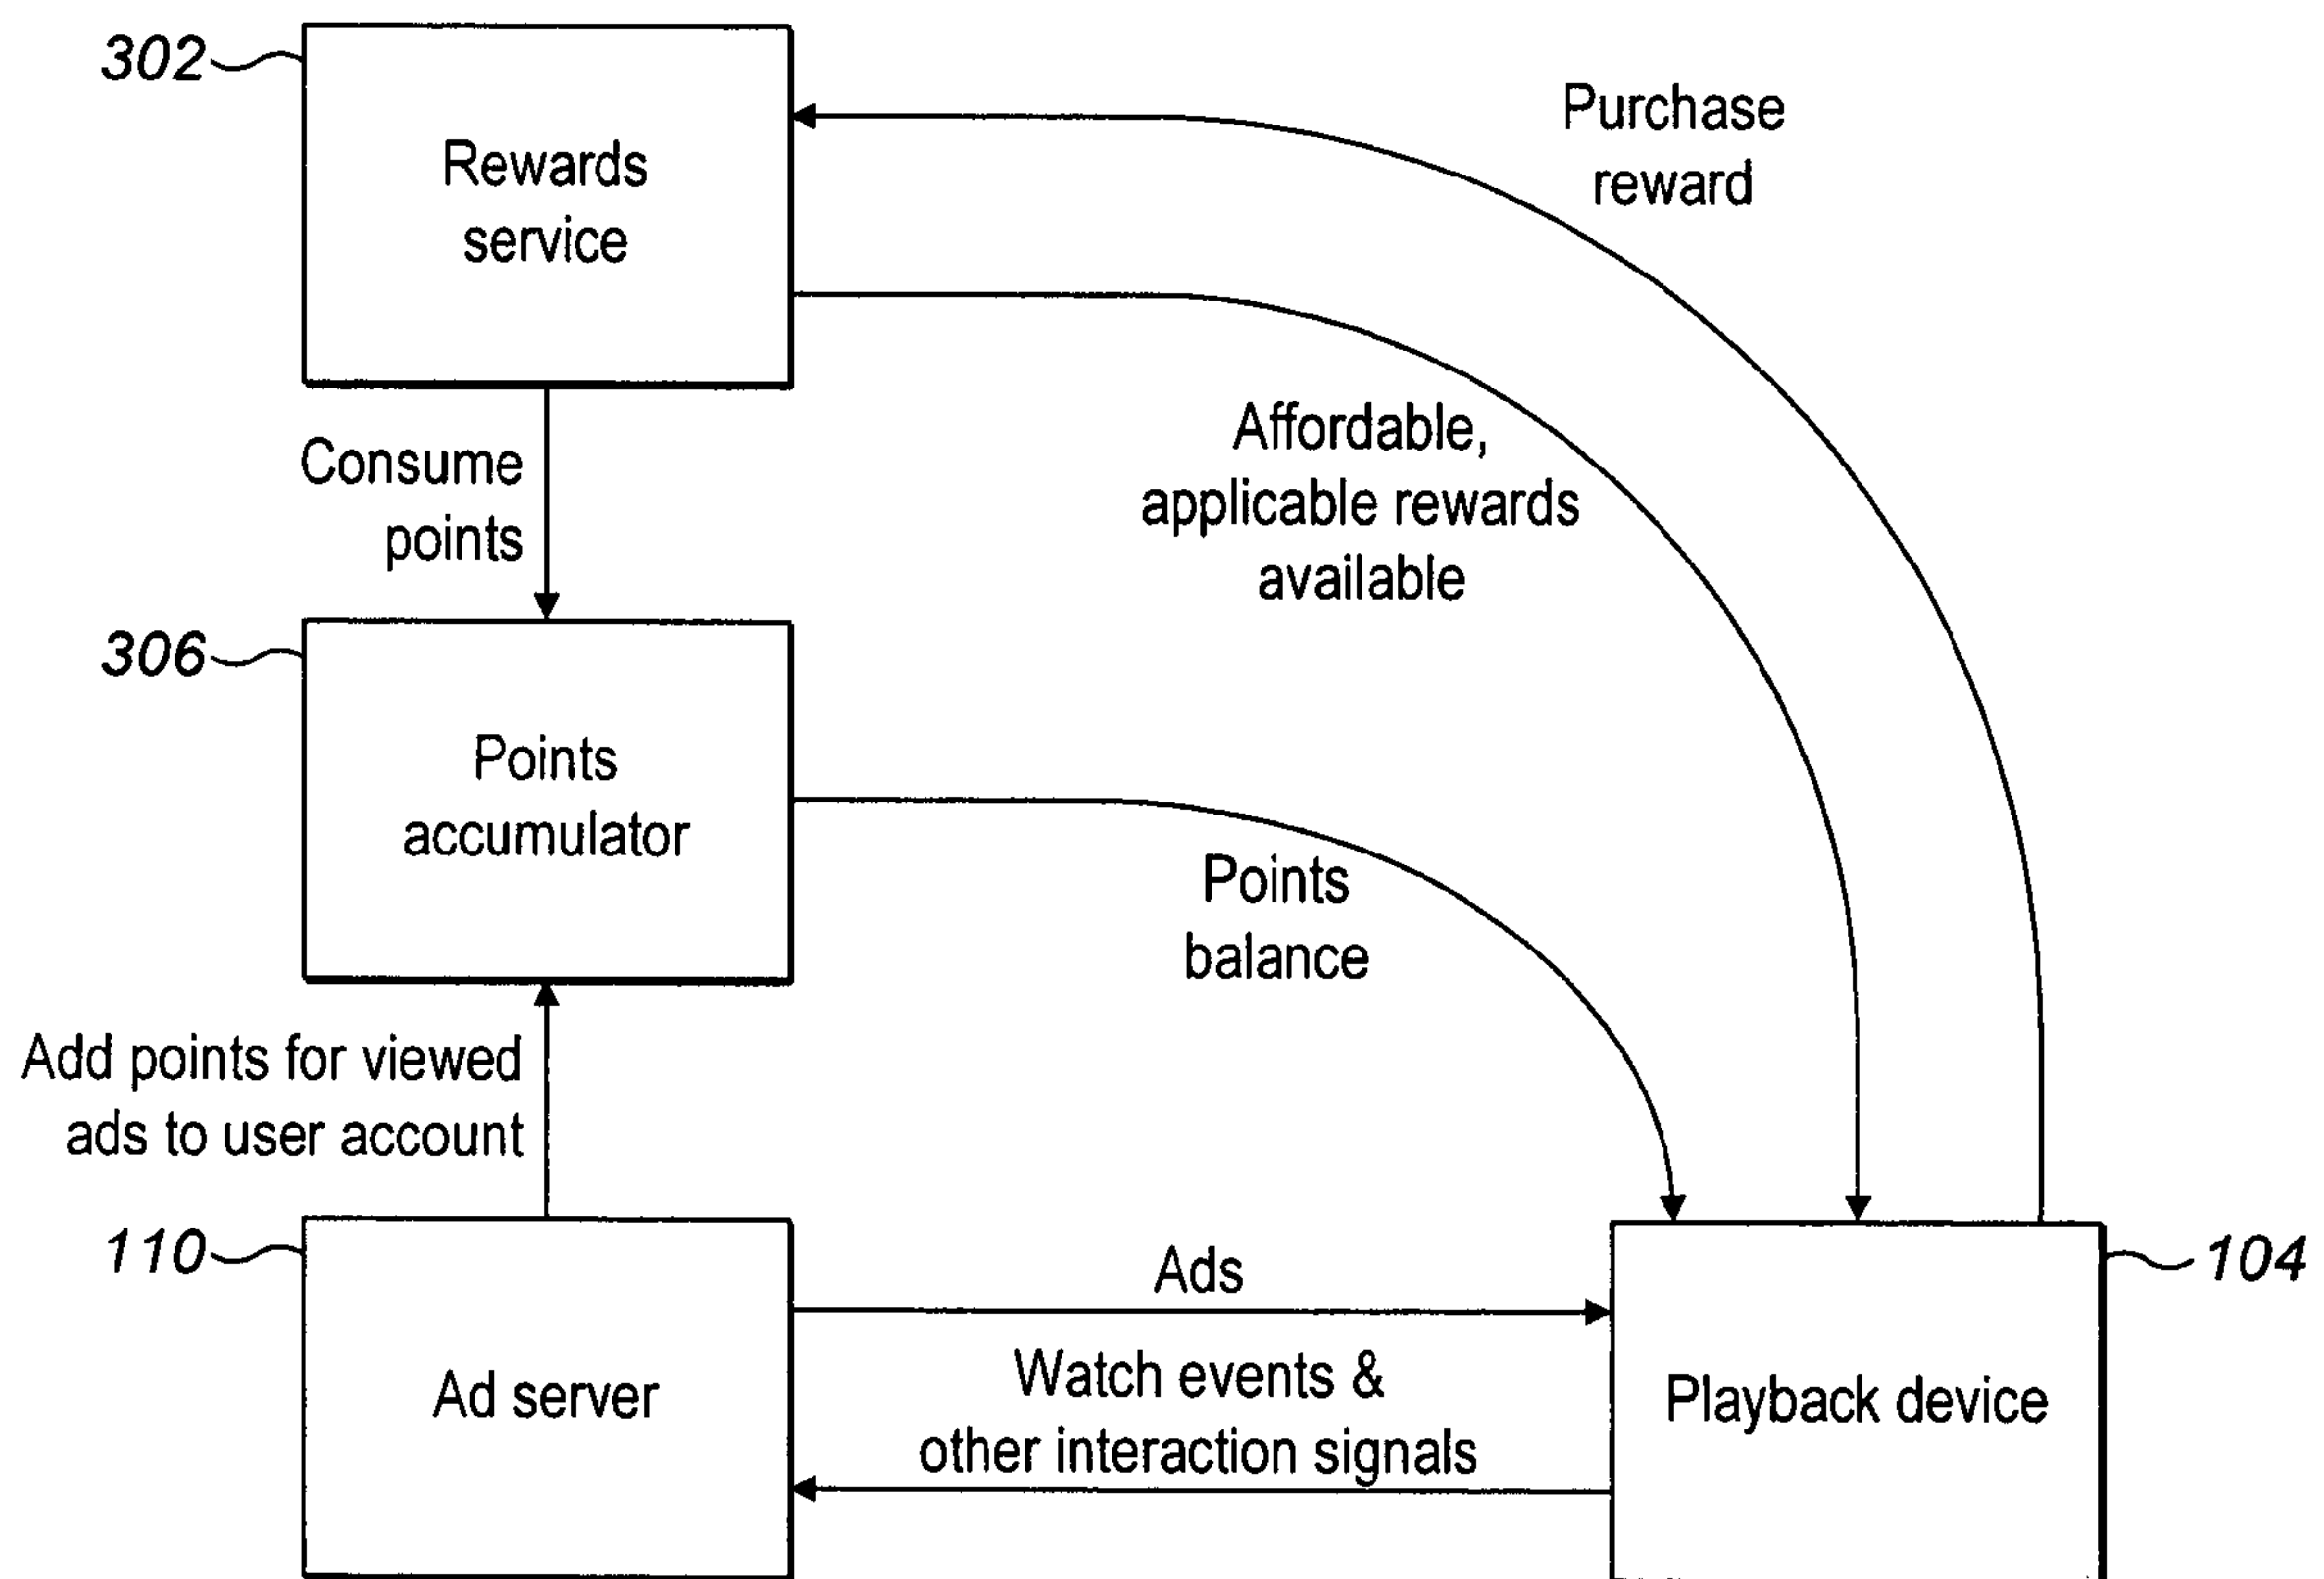 302
Rewards
service
Purchase
reward
Consume
points
Affordable,
applicable rewards
available
306
Points
accumulator
Points
balance
Add points for viewed
ads to user account
110
Ad server
Ads
Watch events &
other interaction signals
Playback device
104